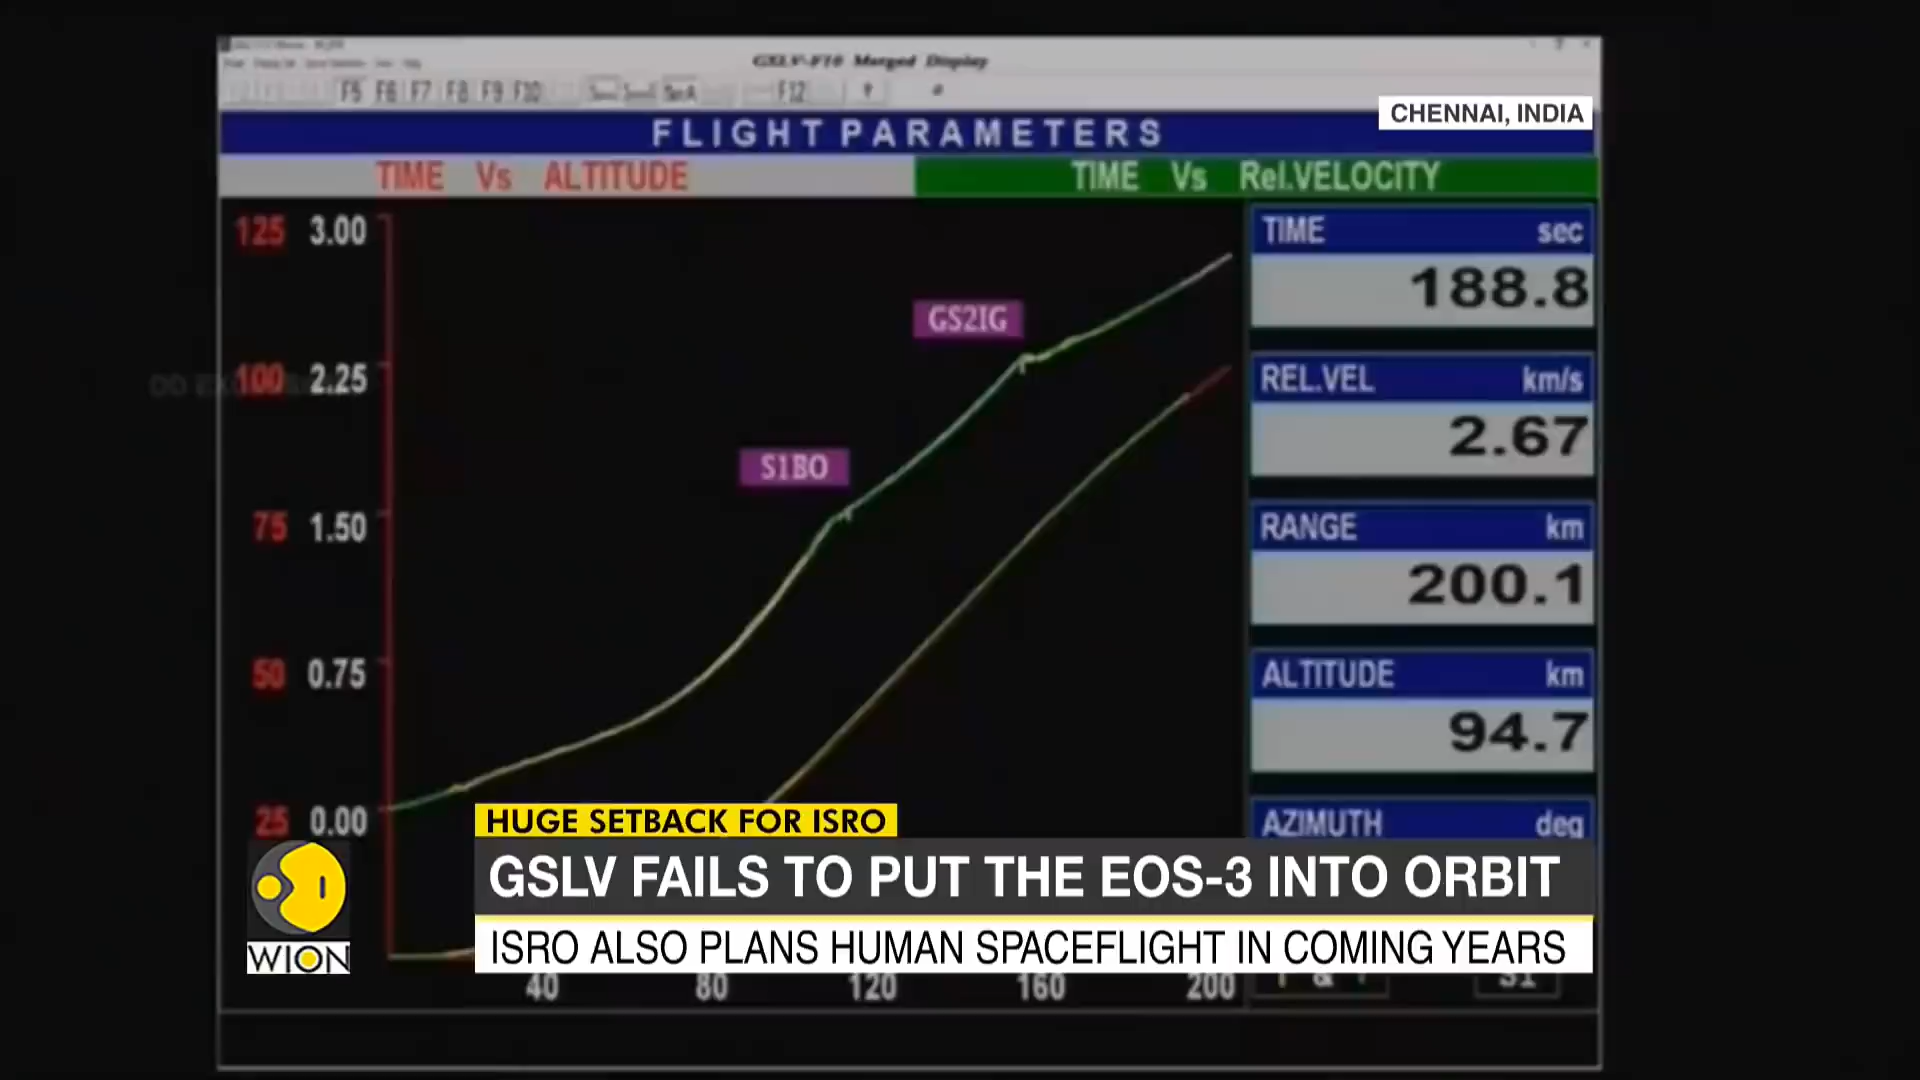 GSLV-F10 Merged Display
F5 F6 F7 F8 F9 F10 F12
CHENNAI, INDIA
FLIGHT PARAMETERS
TIME Vs ALTITUDE
TIME Vs Rel.VELOCITY
125 3.00
100 2.25
75 1.50
50 0.75
25 0.00
GS2IG
S1BO
TIME sec
188.8
REL.VEL km/s
2.67
RANGE km
200.1
ALTITUDE km
94.7
AZIMUTH deg
HUGE SETBACK FOR ISRO
GSLV FAILS TO PUT THE EOS-3 INTO ORBIT
ISRO ALSO PLANS HUMAN SPACEFLIGHT IN COMING YEARS
WION
40 80 120 160 200